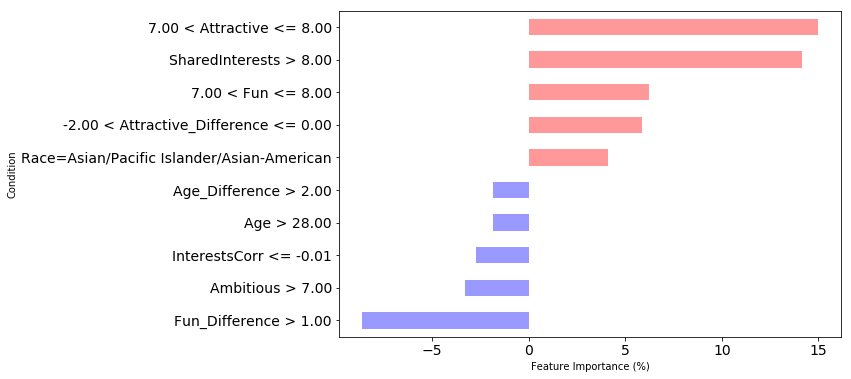 7.00 < Attractive <= 8.00
SharedInterests > 8.00
7.00 < Fun <= 8.00
-2.00 < Attractive_Difference <= 0.00
Race=Asian/Pacific Islander/Asian-American
Age_Difference > 2.00
Age > 28.00
InterestsCorr <= -0.01
Ambitious > 7.00
Fun_Difference > 1.00
Condition
−5 0 5 10 15
Feature Importance (%)